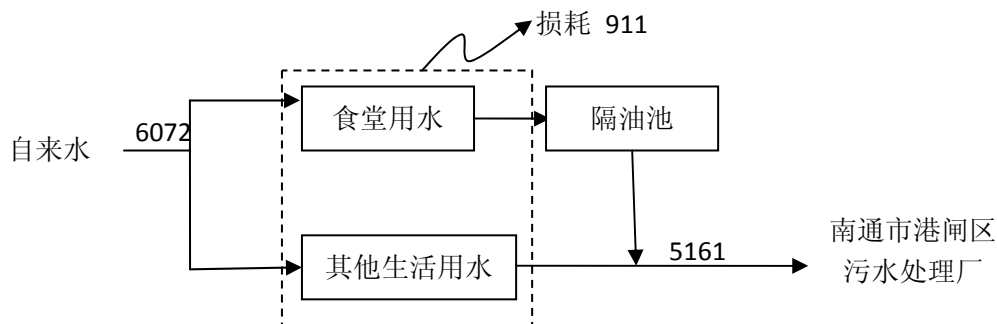 损耗 911
食堂用水
隔油池
自来水
6072
其他生活用水
5161
南通市港闸区
污水处理厂